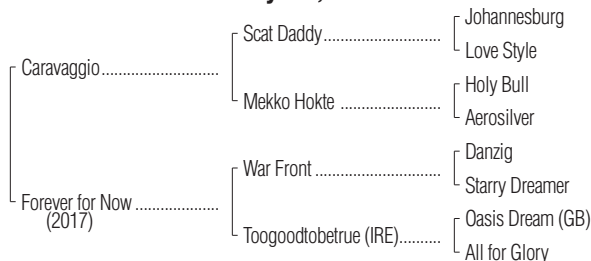 Johannesburg
Scat Daddy
Love Style
Caravaggio
Holy Bull
Mekko Hokte
Aerosilver
Danzig
War Front
Starry Dreamer
Forever for Now
(2017)
Oasis Dream (GB)
Toogoodtobetrue (IRE)
All for Glory